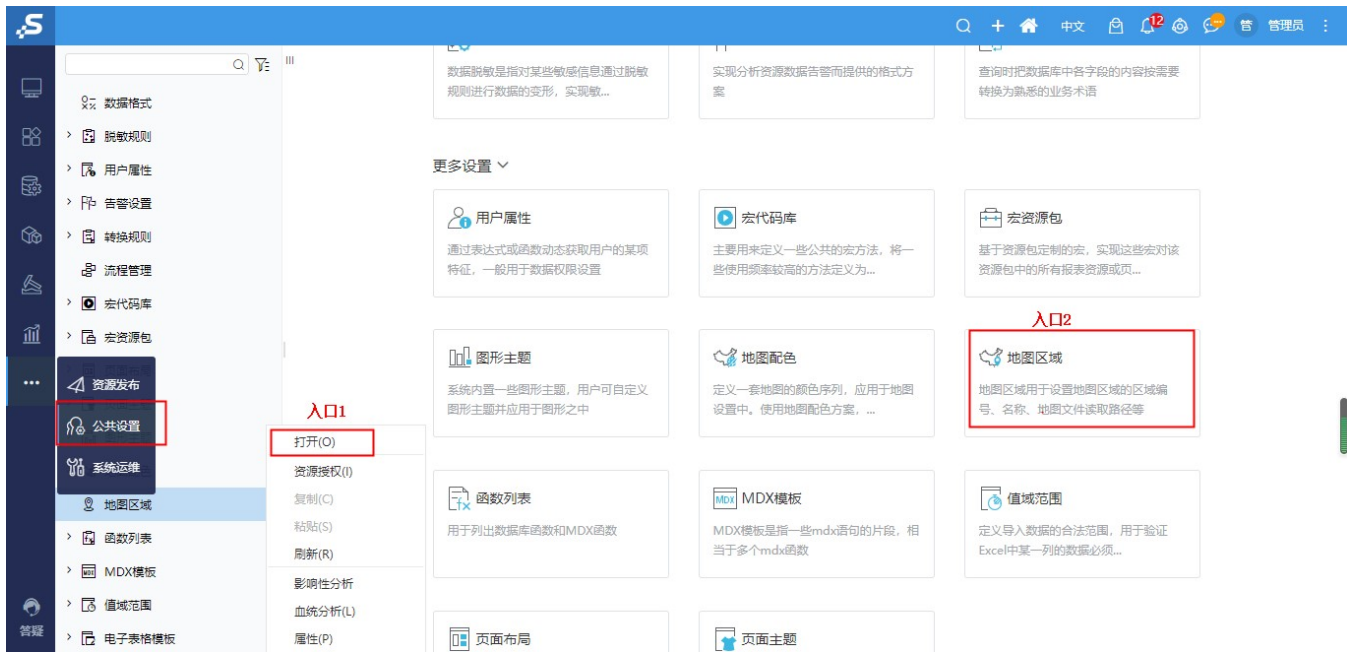 S
中文
12
管
管理员
数据格式
脱敏规则
用户属性
告警设置
转换规则
流程管理
宏代码库
宏资源包
资源发布
公共设置
系统运维
地图区域
函数列表
MDX模板
值域范围
电子表格模板
答疑
入口1
打开(O)
资源授权(I)
复制(C)
粘贴(S)
刷新(R)
影响性分析
血统分析(L)
属性(P)
数据脱敏是指对某些敏感信息通过脱敏
规则进行数据的变形，实现敏...
实现分析资源数据告警而提供的格式方
案
查询时把数据库中各字段的内容按需要
转换为熟悉的业务术语
更多设置
用户属性
通过表达式或函数动态获取用户的某项
特征，一般用于数据权限设置
宏代码库
主要用来定义一些公共的宏方法，将一
些使用频率较高的方法定义为...
宏资源包
基于资源包定制的宏，实现这些宏对该
资源包中的所有报表资源或页...
入口2
图形主题
系统内置一些图形主题，用户可自定义
图形主题并应用于图形之中
地图配色
定义一套地图的颜色序列，应用于地图
设置中。使用地图配色方案，...
地图区域
地图区域用于设置地图区域的区域编
号、名称、地图文件读取路径等
函数列表
用于列出数据库函数和MDX函数
MDX模板
MDX模板是指一些mdx语句的片段，相
当于多个mdx函数
值域范围
定义导入数据的合法范围，用于验证
Excel中某一列的数据必须...
页面布局
页面主题